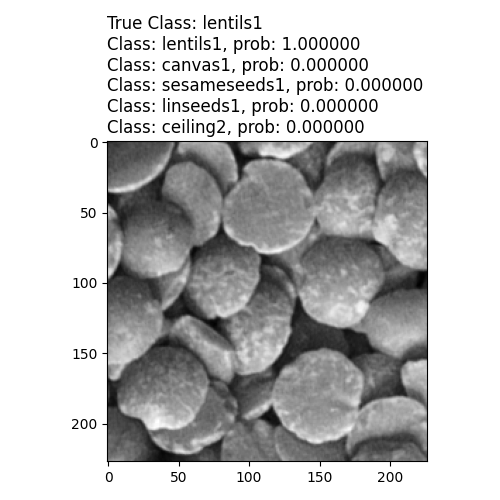 True Class: lentils1
Class: lentils1, prob: 1.000000
Class: canvas1, prob: 0.000000
Class: sesameseeds1, prob: 0.000000
Class: linseeds1, prob: 0.000000
Class: ceiling2, prob: 0.000000
0
50
100
150
200
0 50 100 150 200